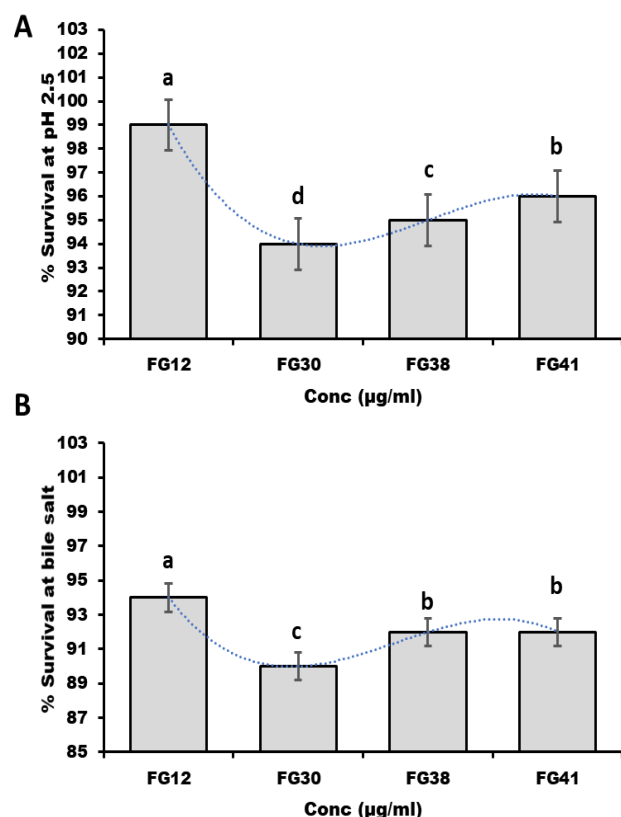 A
% Survival at pH 2.5
103
102
101
100
99
98
97
96
95
94
93
92
91
90
a
d
c
b
FG12 FG30 FG38 FG41
Conc (µg/ml)
B
% Survival at bile salt
103
101
99
97
95
93
91
89
87
85
a
c
b
b
FG12 FG30 FG38 FG41
Conc (µg/ml)